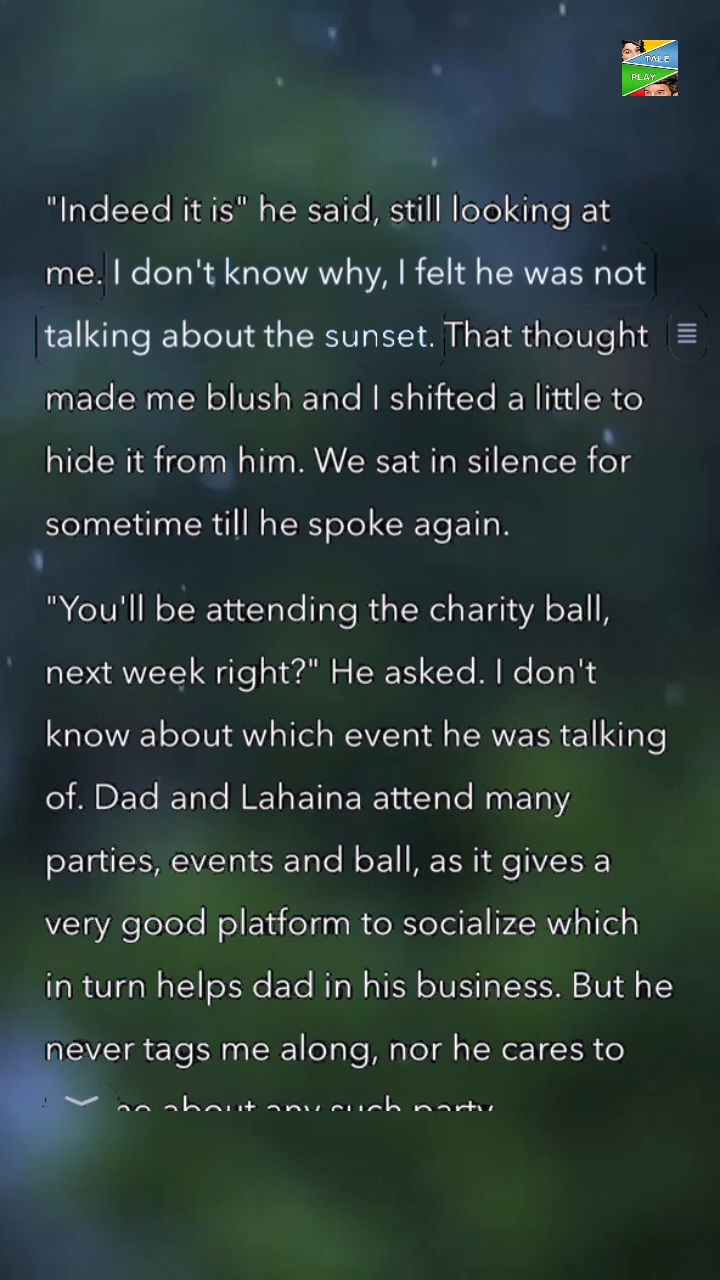 TALE
PLAY
"Indeed it is" he said, still looking at
me. I don't know why, I felt he was not
talking about the sunset. That thought
made me blush and I shifted a little to
hide it from him. We sat in silence for
sometime till he spoke again.
"You'll be attending the charity ball,
next week right?" He asked. I don't
know about which event he was talking
of. Dad and Lahaina attend many
parties, events and ball, as it gives a
very good platform to socialize which
in turn helps dad in his business. But he
never tags me along, nor he cares to
about any such party